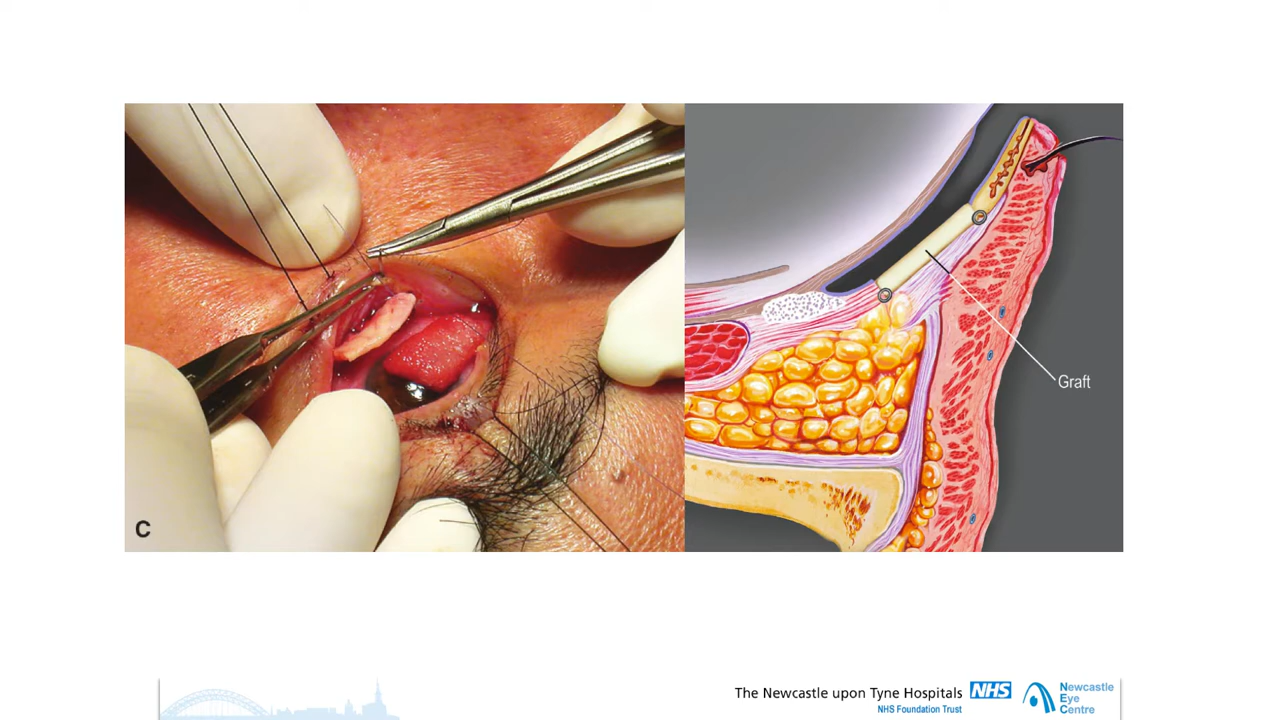 C
Graft
The Newcastle upon Tyne Hospitals NHS
NHS Foundation Trust
Newcastle
Eye
Centre